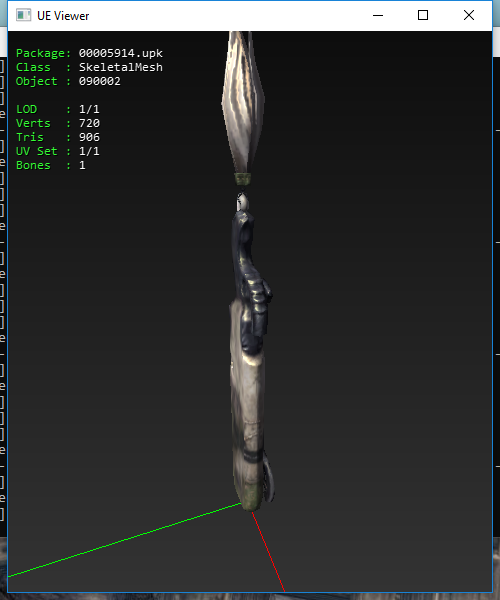 UE Viewer
Package: 00005914.upk
Class  : SkeletalMesh
Object : 090002
LOD    : 1/1
Verts  : 720
Tris   : 906
UV Set : 1/1
Bones  : 1